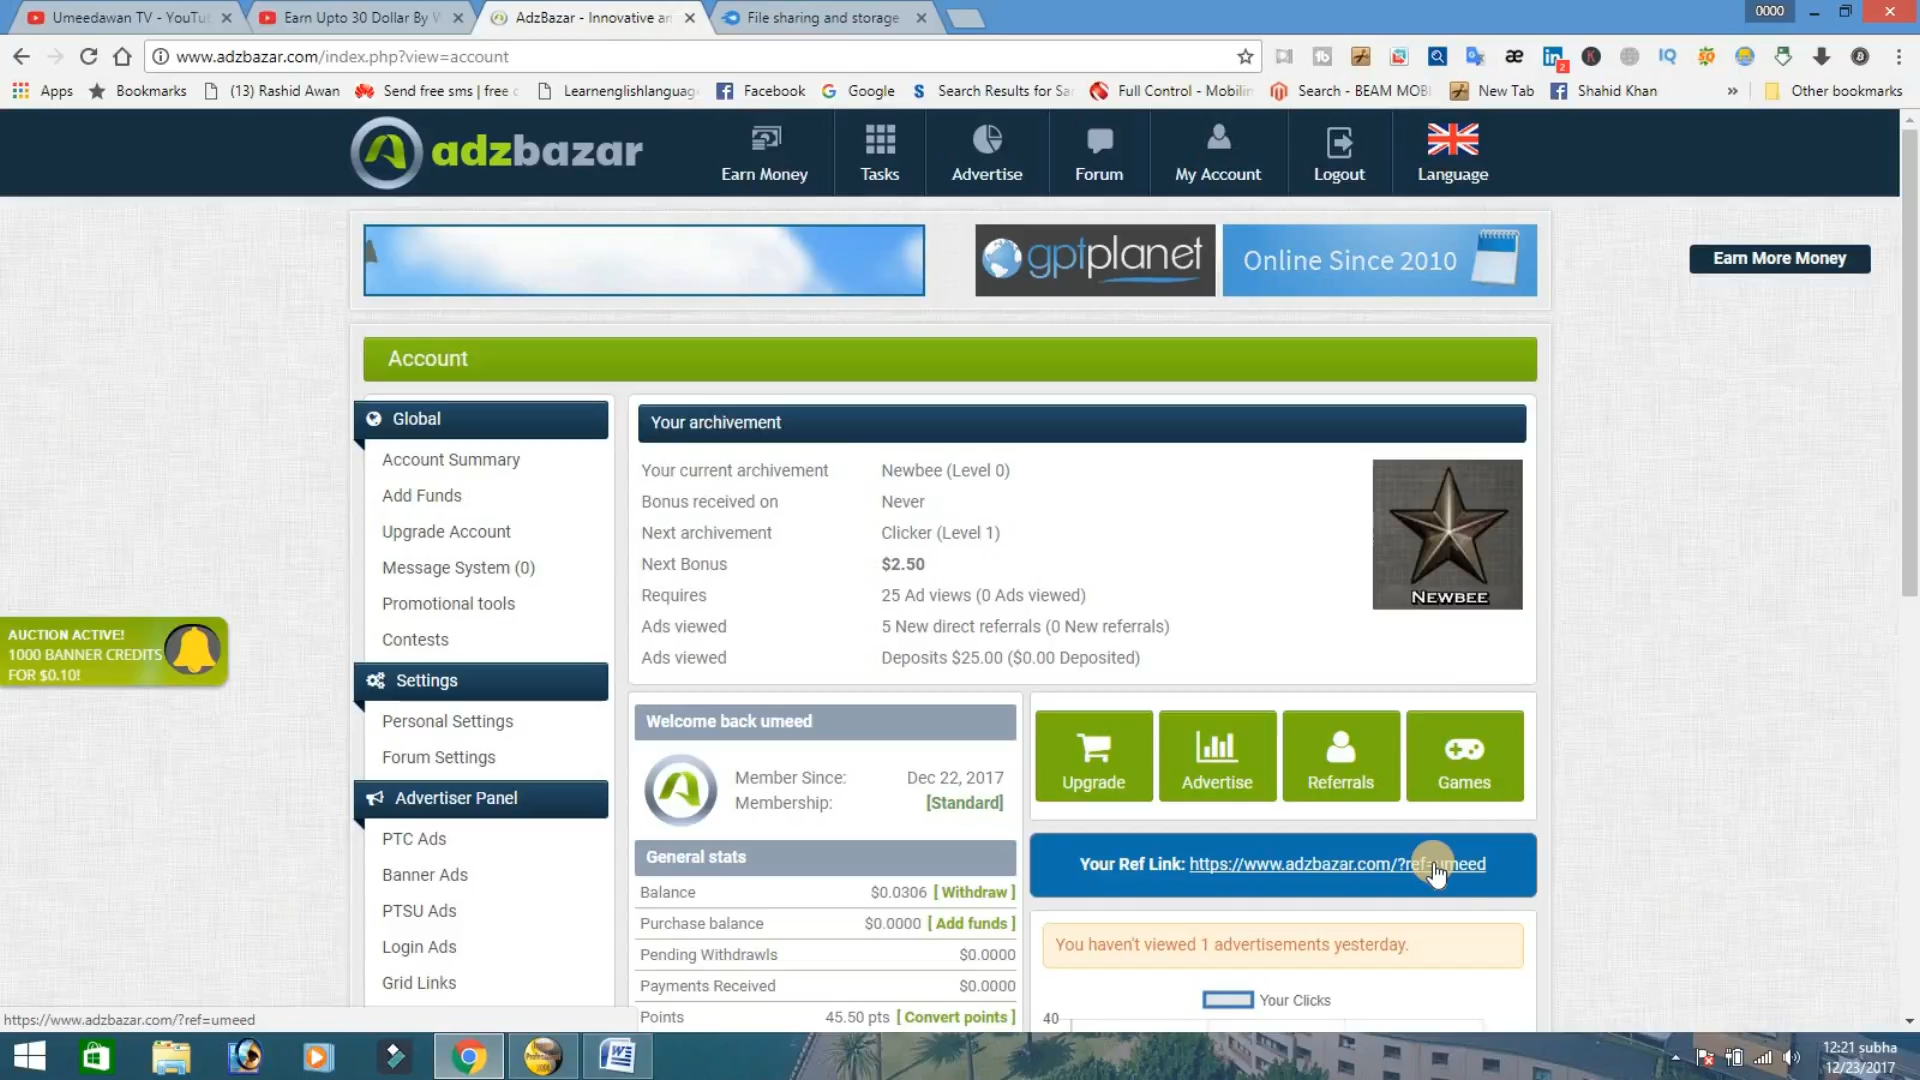 Umeedawan TV - YouTu
Earn Upto 30 Dollar By W
AdzBazar - Innovative an
File sharing and storage
0000
www.adzbazar.com/index.php?view=account
Apps
Bookmarks
(13) Rashid Awan
Send free sms | free c
Learnenglishlanguag
Facebook
Google
Search Results for Sa
Full Control - Mobilin
Search - BEAM MOBI
New Tab
Shahid Khan
»
Other bookmarks
adzbazar
Earn Money
Tasks
Advertise
Forum
My Account
Logout
Language
gptplanet
Online Since 2010
Earn More Money
Account
Global
Account Summary
Add Funds
Upgrade Account
Message System (0)
Promotional tools
Contests
Settings
Personal Settings
Forum Settings
Advertiser Panel
PTC Ads
Banner Ads
PTSU Ads
Login Ads
Grid Links
AUCTION ACTIVE!
1000 BANNER CREDITS
FOR $0.10!
Your archivement
Your current archivement Newbee (Level 0)
Bonus received on Never
Next archivement Clicker (Level 1)
Next Bonus $2.50
Requires 25 Ad views (0 Ads viewed)
Ads viewed 5 New direct referrals (0 New referrals)
Ads viewed Deposits $25.00 ($0.00 Deposited)
NEWBEE
Welcome back umeed
Member Since: Dec 22, 2017
Membership: [Standard]
General stats
Balance $0.0306 [ Withdraw ]
Purchase balance $0.0000 [ Add funds ]
Pending Withdrawls $0.0000
Payments Received $0.0000
Points 45.50 pts [ Convert points ]
Upgrade
Advertise
Referrals
Games
Your Ref Link: https://www.adzbazar.com/?ref=umeed
You haven't viewed 1 advertisements yesterday.
Your Clicks
40
https://www.adzbazar.com/?ref=umeed
12:21 subha
12/23/2017